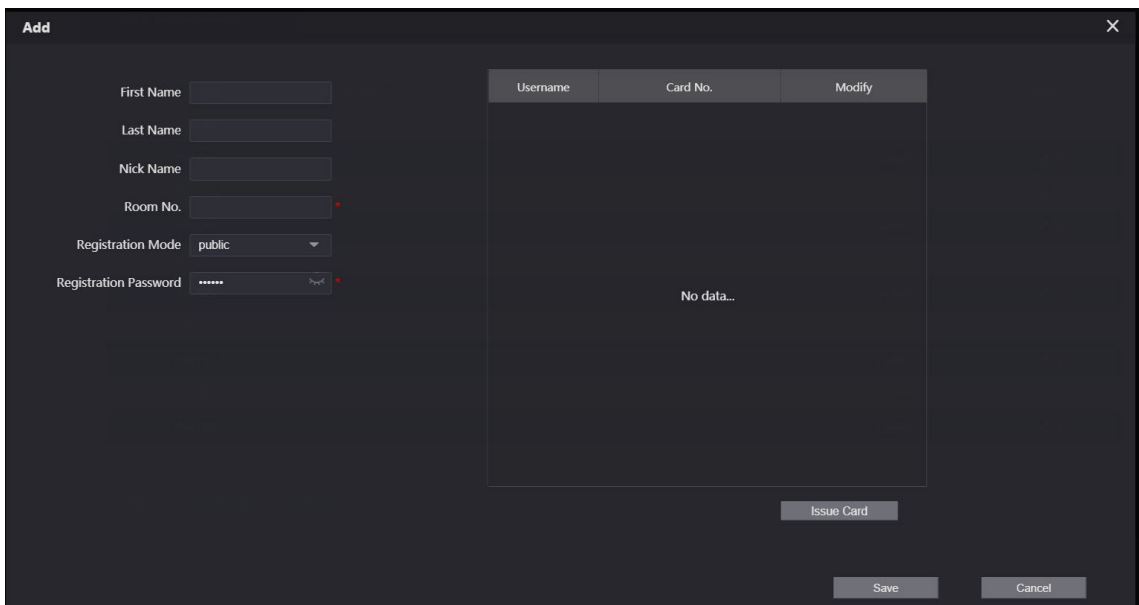 Add
First Name
Last Name
Nick Name
Room No. *
Registration Mode public
Registration Password •••••• *
Username Card No. Modify
No data...
Issue Card
Save Cancel